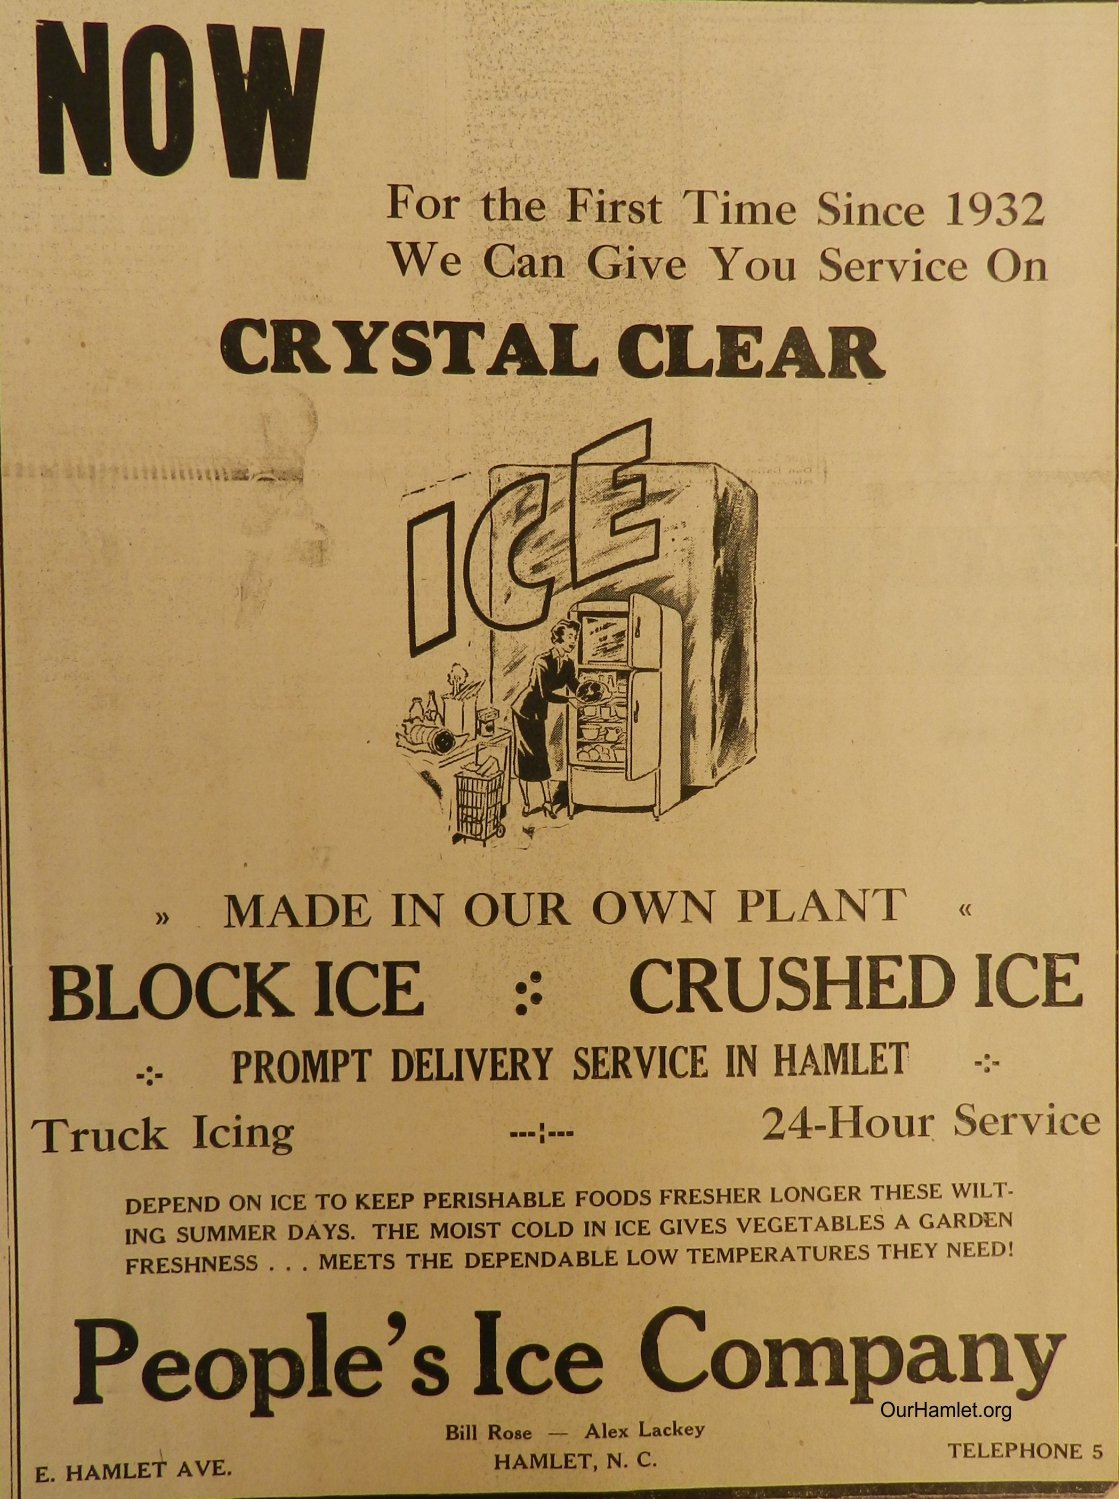 NOW
For the First Time Since 1932
We Can Give You Service On
CRYSTAL CLEAR
ICE
» MADE IN OUR OWN PLANT «
BLOCK ICE CRUSHED ICE
-:- PROMPT DELIVERY SERVICE IN HAMLET -:-
Truck Icing ---:--- 24-Hour Service
DEPEND ON ICE TO KEEP PERISHABLE FOODS FRESHER LONGER THESE WILT-
ING SUMMER DAYS. THE MOIST COLD IN ICE GIVES VEGETABLES A GARDEN
FRESHNESS . . . MEETS THE DEPENDABLE LOW TEMPERATURES THEY NEED!
People's Ice Company
OurHamlet.org
Bill Rose — Alex Lackey
E. HAMLET AVE. HAMLET, N. C. TELEPHONE 5